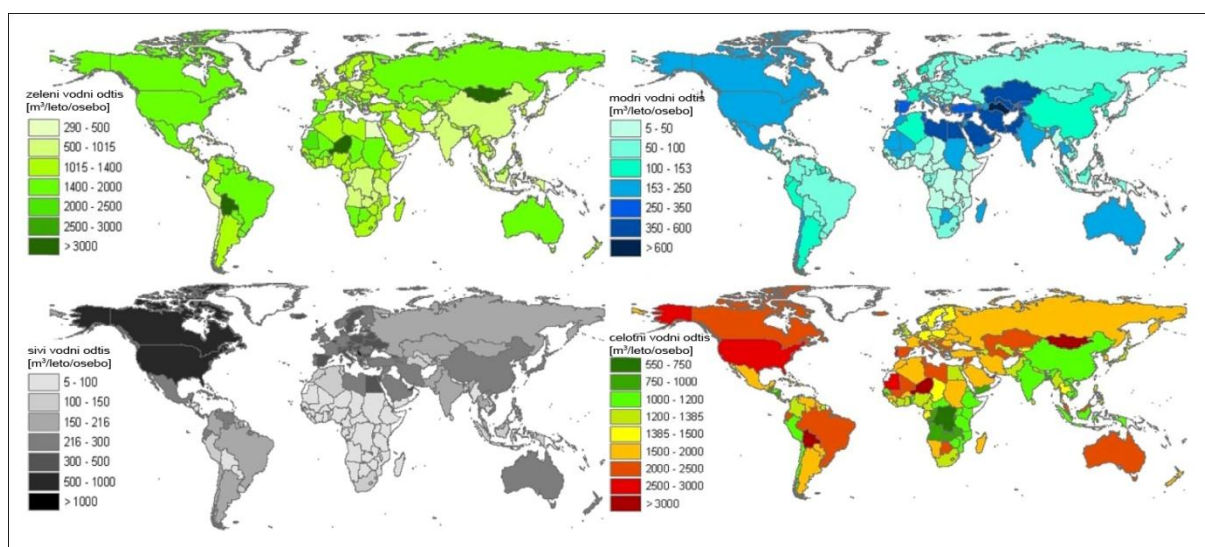 zeleni vodni odtis
[m³/leto/osebo]
290 - 500
500 - 1015
1015 - 1400
1400 - 2000
2000 - 2500
2500 - 3000
> 3000
modri vodni odtis
[m³/leto/osebo]
5 - 50
50 - 100
100 - 153
153 - 250
250 - 350
350 - 600
> 600
sivi vodni odtis
[m³/leto/osebo]
5 - 100
100 - 150
150 - 216
216 - 300
300 - 500
500 - 1000
> 1000
celotni vodni odtis
[m³/leto/osebo]
550 - 750
750 - 1000
1000 - 1200
1200 - 1385
1385 - 1500
1500 - 2000
2000 - 2500
2500 - 3000
> 3000